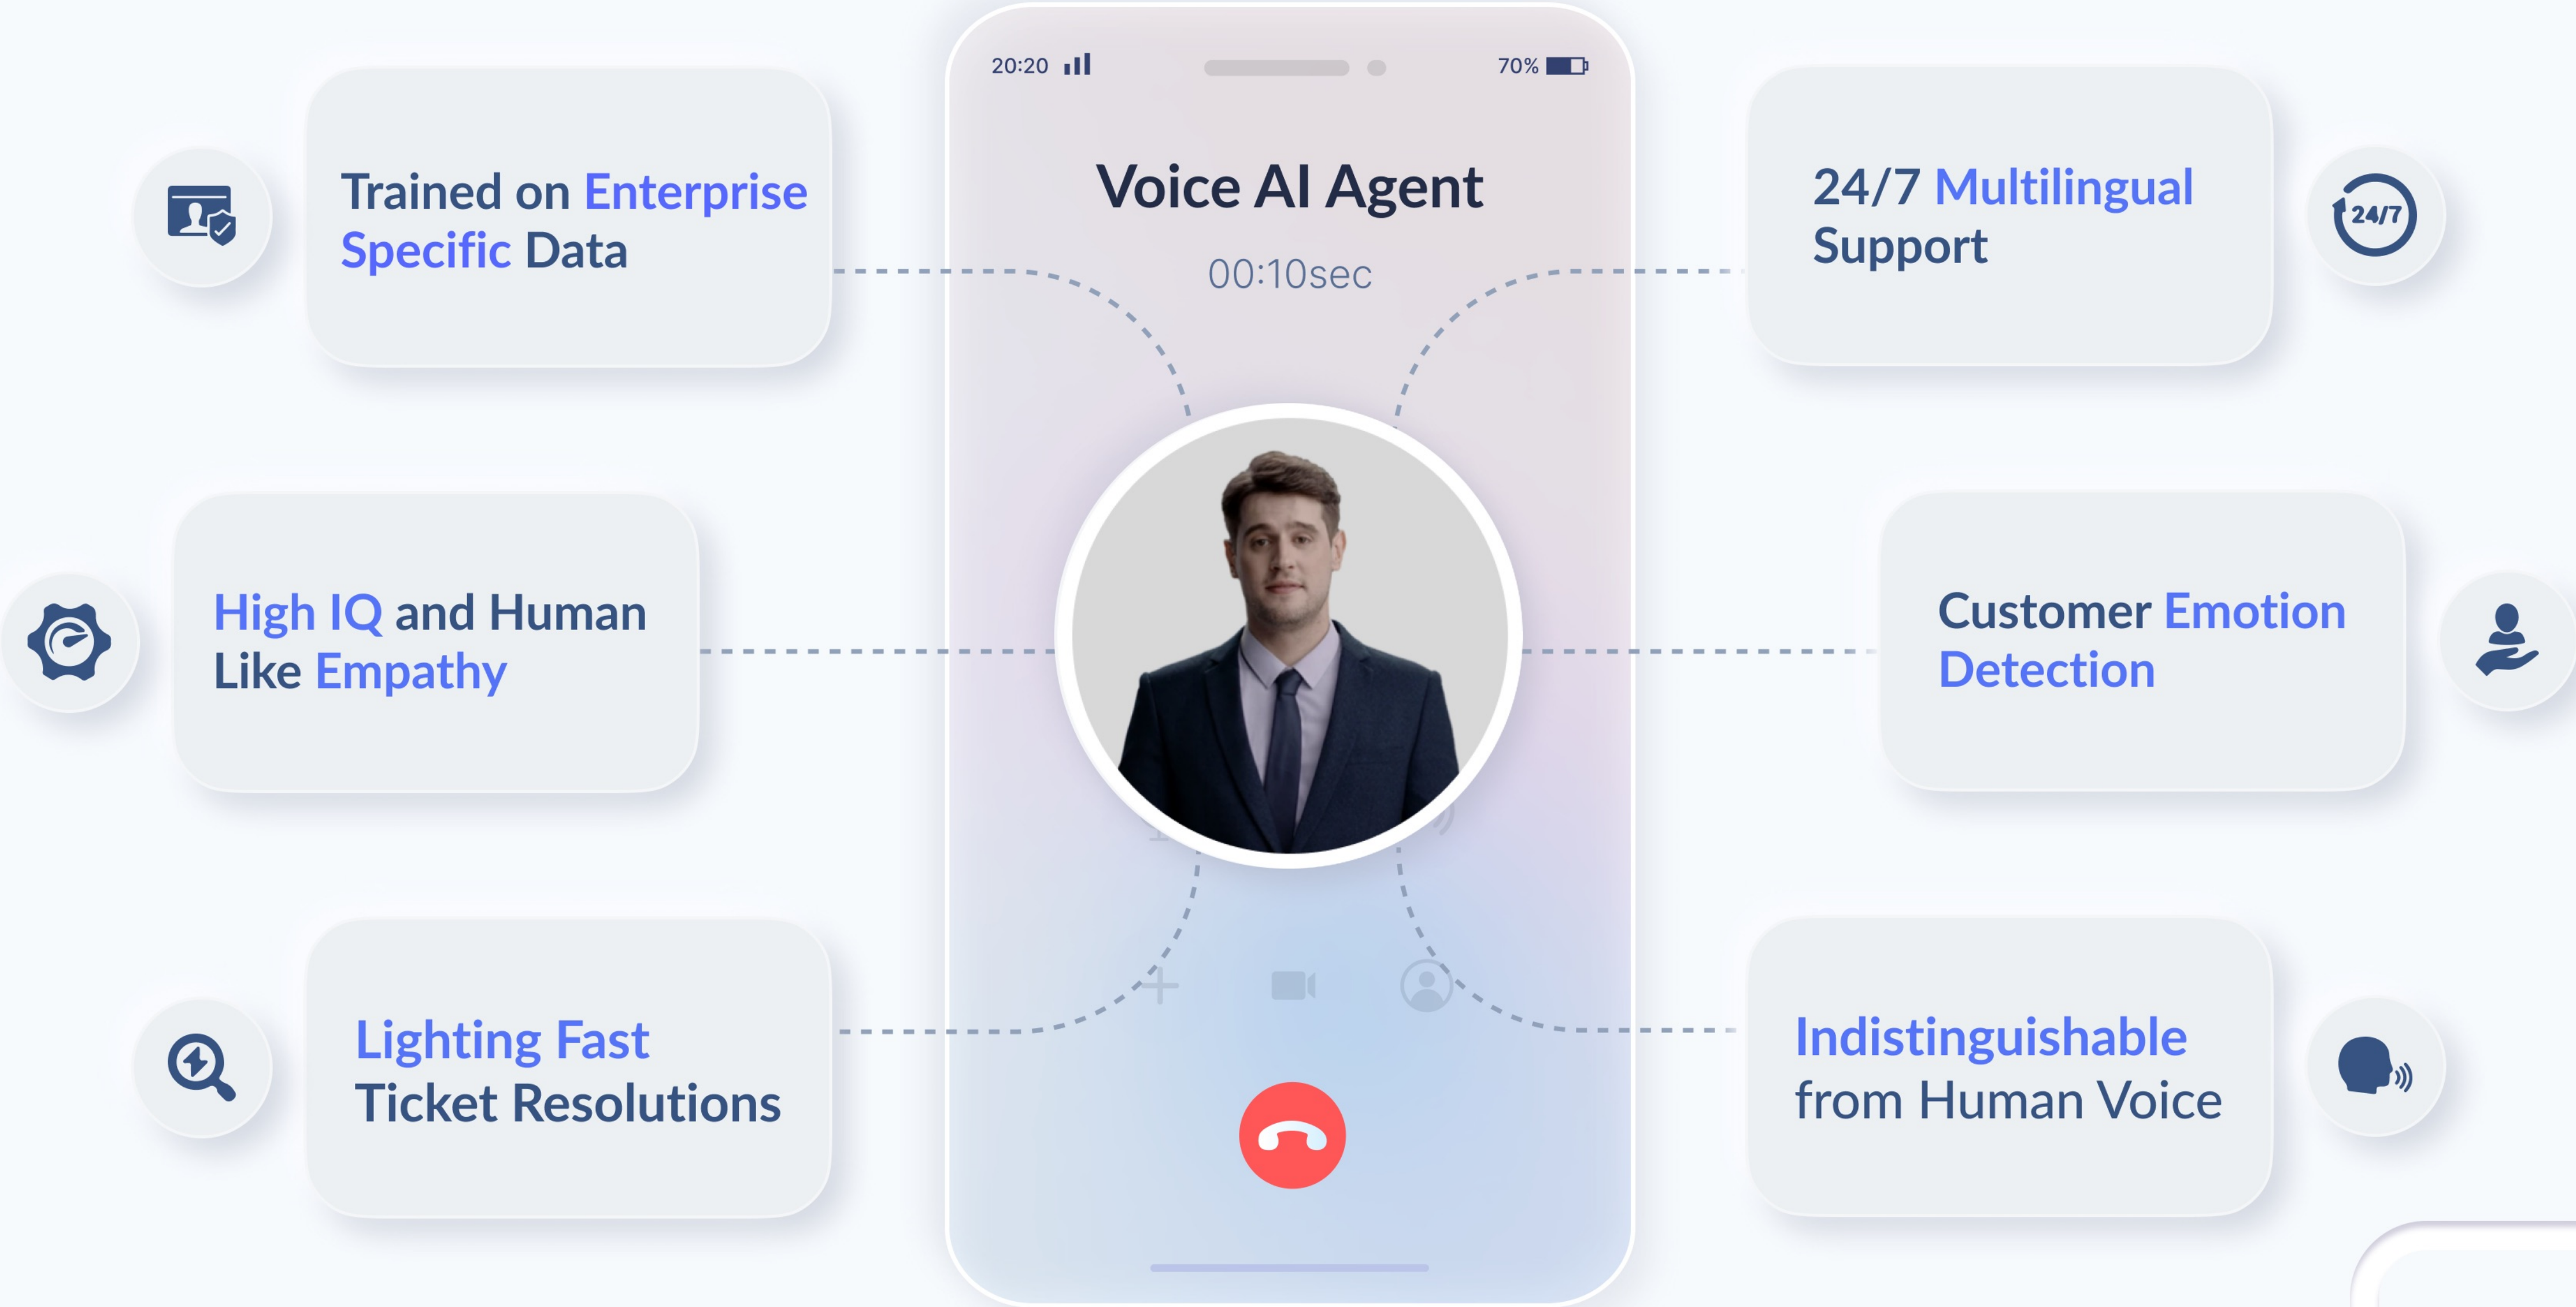 20:20
70%
Voice AI Agent
00:10sec
Trained on Enterprise
Specific Data
High IQ and Human
Like Empathy
Lighting Fast
Ticket Resolutions
24/7 Multilingual
Support
24/7
Customer Emotion
Detection
Indistinguishable
from Human Voice